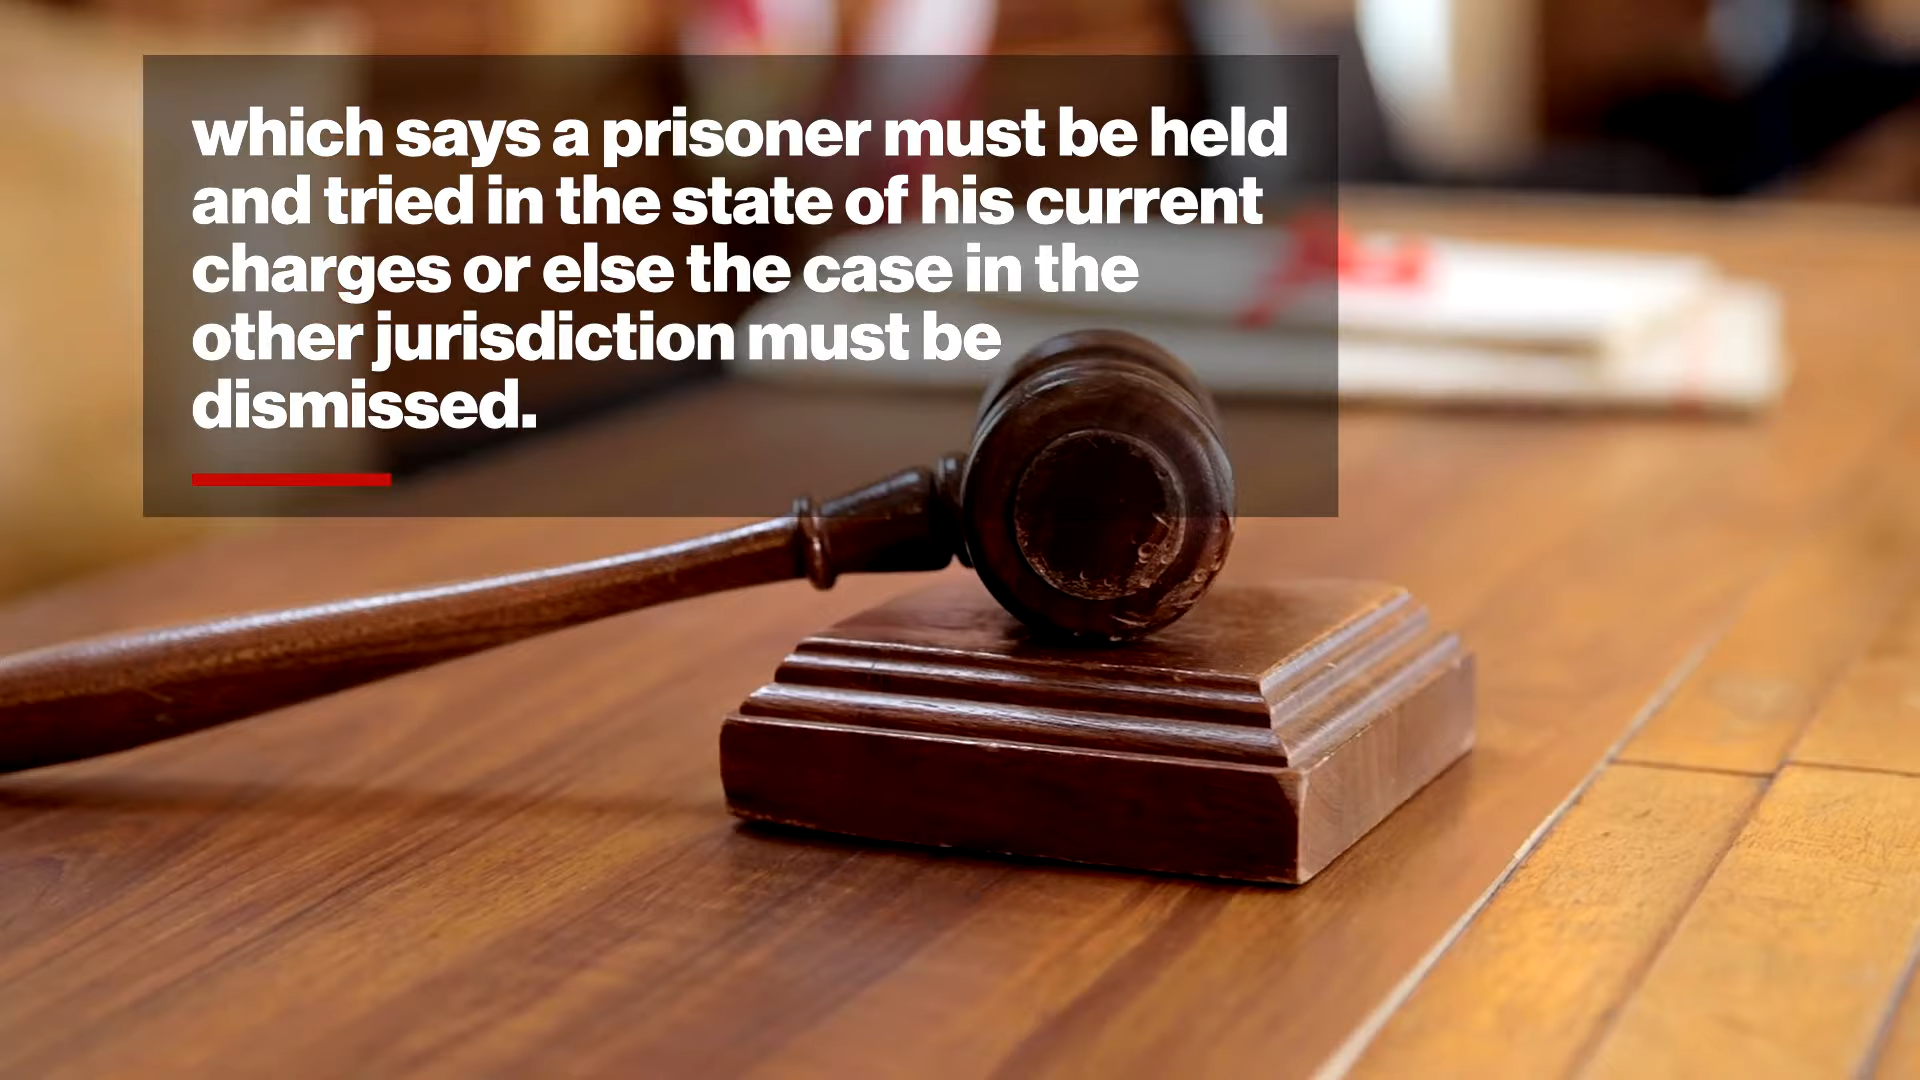 which says a prisoner must be held
and tried in the state of his current
charges or else the case in the
other jurisdiction must be
dismissed.